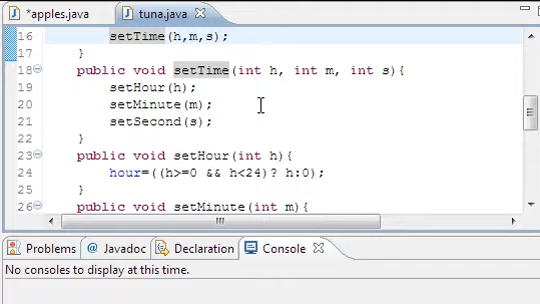 *apples.java tuna.java
16 setTime(h,m,s);
17 }
18 public void setTime(int h, int m, int s){
19 setHour(h);
20 setMinute(m);
21 setSecond(s);
22 }
23 public void setHour(int h){
24 hour=((h>=0 && h<24)? h:0);
25 }
26 public void setMinute(int m){
Problems @ Javadoc Declaration Console
No consoles to display at this time.